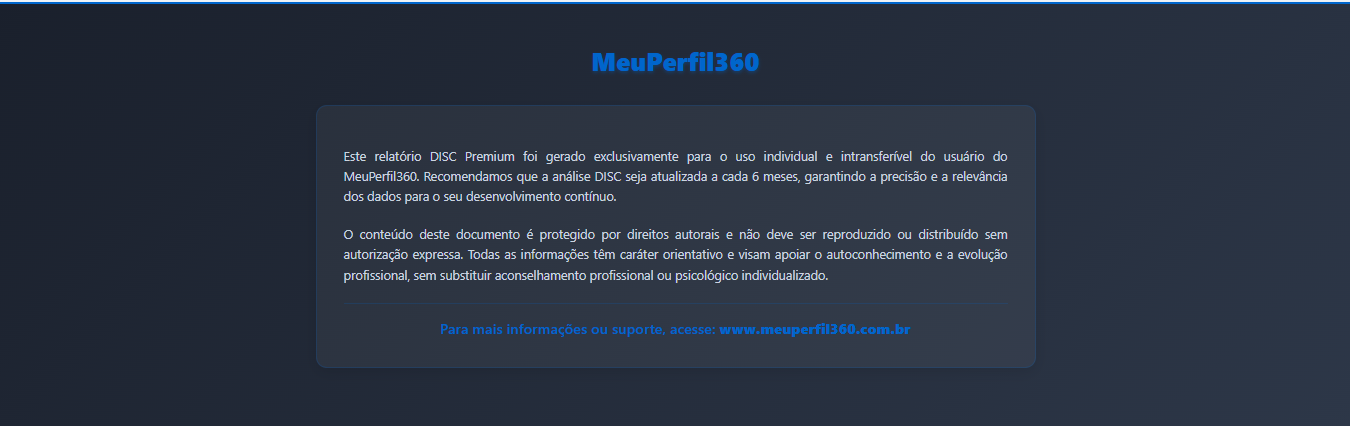 MeuPerfil360
Este relatório DISC Premium foi gerado exclusivamente para o uso individual e intransferível do usuário do
MeuPerfil360. Recomendamos que a análise DISC seja atualizada a cada 6 meses, garantindo a precisão e a relevância
dos dados para o seu desenvolvimento contínuo.
O conteúdo deste documento é protegido por direitos autorais e não deve ser reproduzido ou distribuído sem
autorização expressa. Todas as informações têm caráter orientativo e visam apoiar o autoconhecimento e a evolução
profissional, sem substituir aconselhamento profissional ou psicológico individualizado.
Para mais informações ou suporte, acesse: www.meuperfil360.com.br